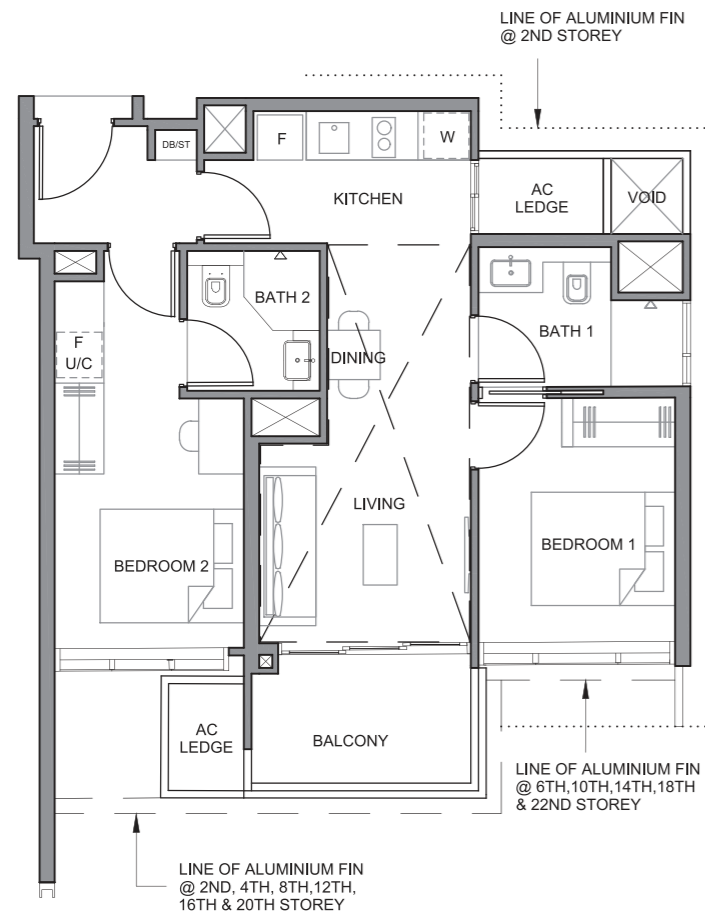 LINE OF ALUMINIUM FIN
@ 2ND STOREY
DB/ST
F
W
KITCHEN
AC
LEDGE
VOID
BATH 2
BATH 1
F
U/C
DINING
LIVING
BEDROOM 2
BEDROOM 1
AC
LEDGE
BALCONY
LINE OF ALUMINIUM FIN
@ 6TH,10TH,14TH,18TH
& 22ND STOREY
LINE OF ALUMINIUM FIN
@ 2ND, 4TH, 8TH,12TH,
16TH & 20TH STOREY